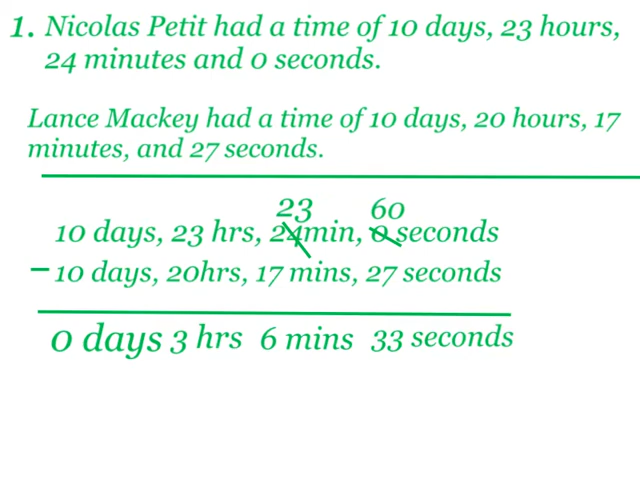 1. Nicolas Petit had a time of 10 days, 23 hours,
24 minutes and 0 seconds.
Lance Mackey had a time of 10 days, 20 hours, 17
minutes, and 27 seconds.
23 60
10 days, 23 hrs, 24min, 0 seconds
- 10 days, 20hrs, 17 mins, 27 seconds
0 days 3 hrs 6 mins 33 seconds